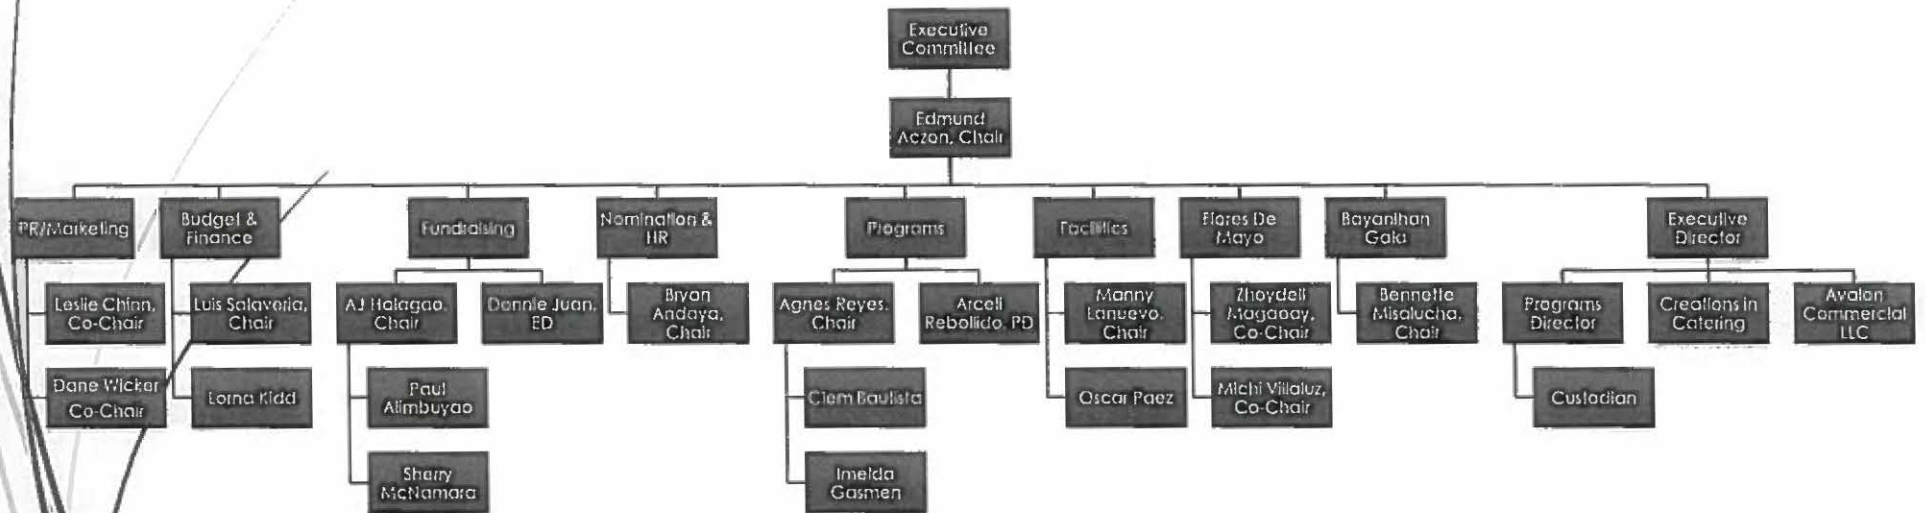 Executive
Committee
Edmund
Aczon, Chair
PR/Marketing
Budget &
Finance
Fundraising
Nomination &
HR
Programs
Facilities
Flores De
Mayo
Bayanihan
Gala
Executive
Director
Leslie Chinn,
Co-Chair
Luis Salaveria,
Chair
AJ Halagao,
Chair
Donnie Juan,
ED
Bryan
Andaya,
Chair
Agnes Reyes,
Chair
Arceli
Rebollido, PD
Manny
Lanuevo,
Chair
Zhoydell
Magaoay,
Co-Chair
Bennette
Misalucha,
Chair
Programs
Director
Creations in
Catering
Avalon
Commercial
LLC
Dane Wicker
Co-Chair
Lorna Kidd
Paul
Alimbuyao
Clem Bautista
Oscar Paez
Michi Villaluz,
Co-Chair
Custodian
Sherry
McNamara
Imelda
Gasmen